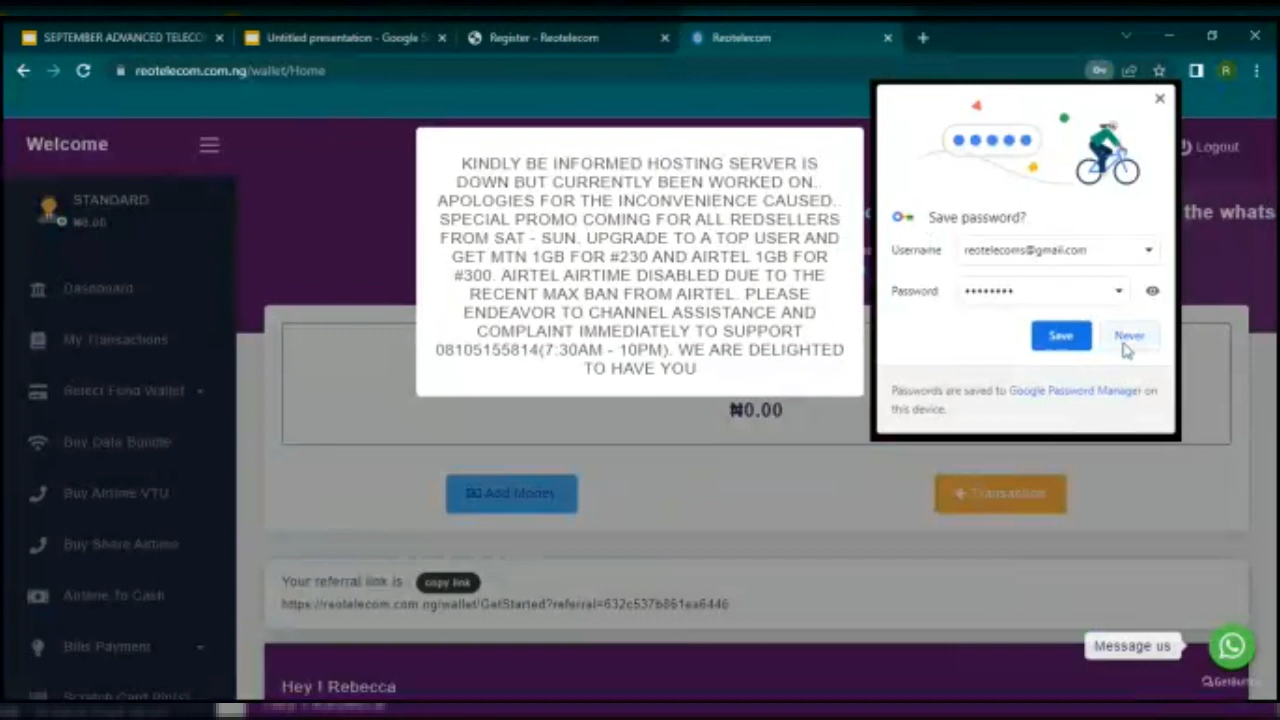 SEPTEMBER ADVANCED TELECO
Untitled presentation - Google S
Register - Reotelecom
Reotelecom
reotelecom.com.ng/wallet/Home
R
Welcome
Logout
STANDARD
₦0.00
the whats
KINDLY BE INFORMED HOSTING SERVER IS
DOWN BUT CURRENTLY BEEN WORKED ON..
APOLOGIES FOR THE INCONVENIENCE CAUSED..
SPECIAL PROMO COMING FOR ALL REDSELLERS
FROM SAT - SUN. UPGRADE TO A TOP USER AND
GET MTN 1GB FOR #230 AND AIRTEL 1GB FOR
#300. AIRTEL AIRTIME DISABLED DUE TO THE
RECENT MAX BAN FROM AIRTEL. PLEASE
ENDEAVOR TO CHANNEL ASSISTANCE AND
COMPLAINT IMMEDIATELY TO SUPPORT
08105155814(7:30AM - 10PM). WE ARE DELIGHTED
TO HAVE YOU
Save password?
Username
reotelecoms@gmail.com
Password
••••••••
Save
Never
Passwords are saved to Google Password Manager on
this device.
Dashboard
My Transactions
Select Fund Wallet
Buy Data Bundle
Buy Airtime VTU
Buy Share Airtime
Airtime To Cash
Bills Payment
Scratch Card
₦0.00
Add Money
Transaction
Your referral link is
copy link
https://reotelecom.com.ng/wallet/GetStarted?referral=632c537b861ea6446
Hey ! Rebecca
Message us
GetButton